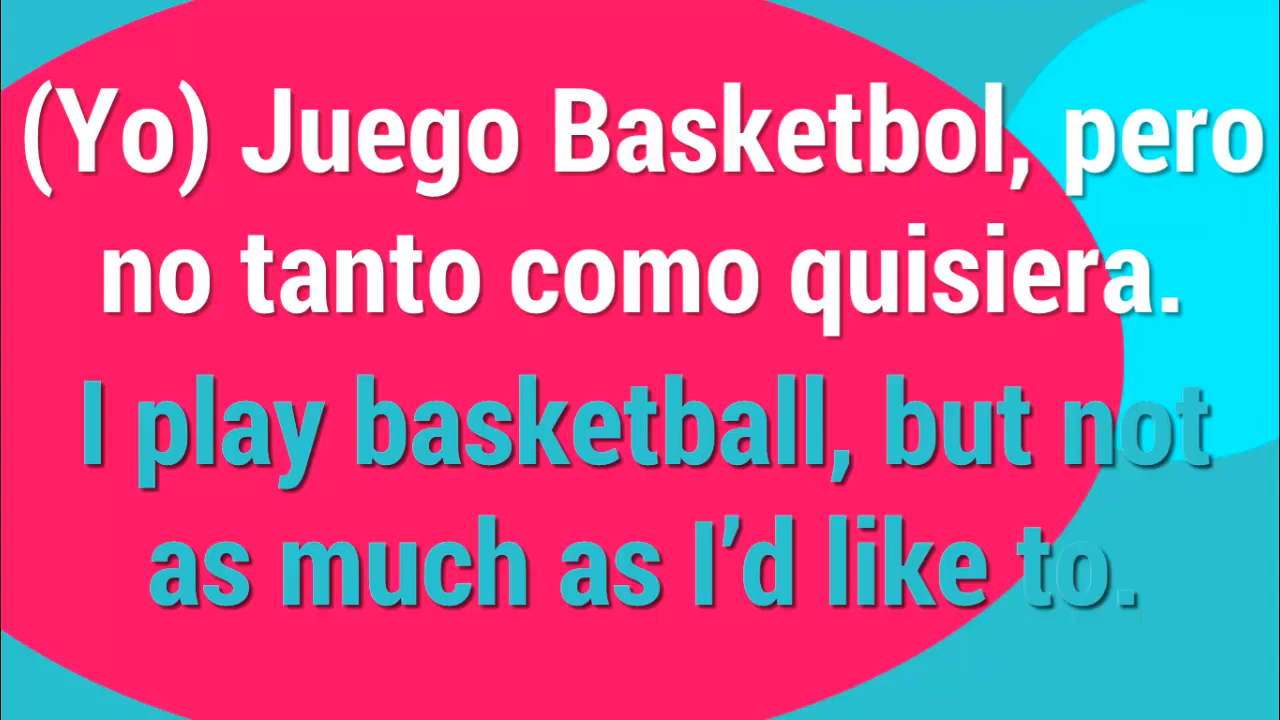 (Yo) Juego Basketbol, pero
no tanto como quisiera.
I play basketball, but not
as much as I’d like to.